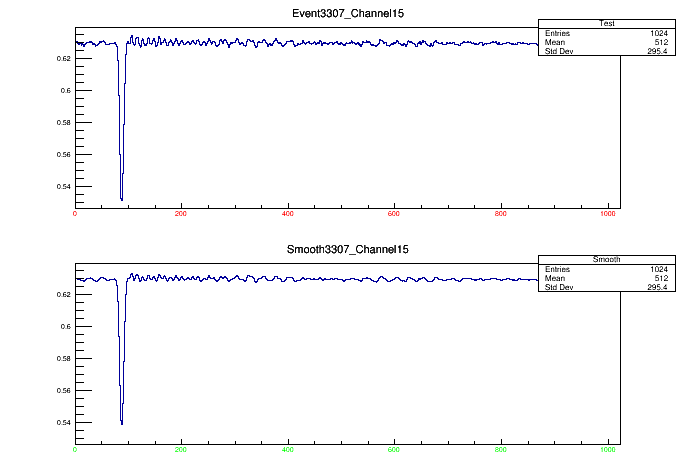 Event3307_Channel15
Test
Entries 1024
Mean 512
Std Dev 295.4
0.62
0.6
0.58
0.56
0.54
0 200 400 600 800 1000
Smooth3307_Channel15
Smooth
Entries 1024
Mean 512
Std Dev 295.4
0.62
0.6
0.58
0.56
0.54
0 200 400 600 800 1000